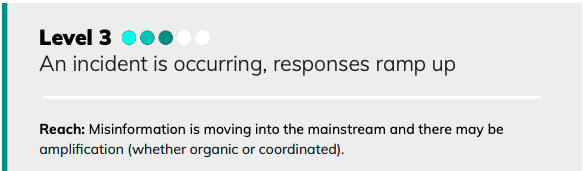 Level 3
An incident is occurring, responses ramp up
Reach: Misinformation is moving into the mainstream and there may be
amplification (whether organic or coordinated).